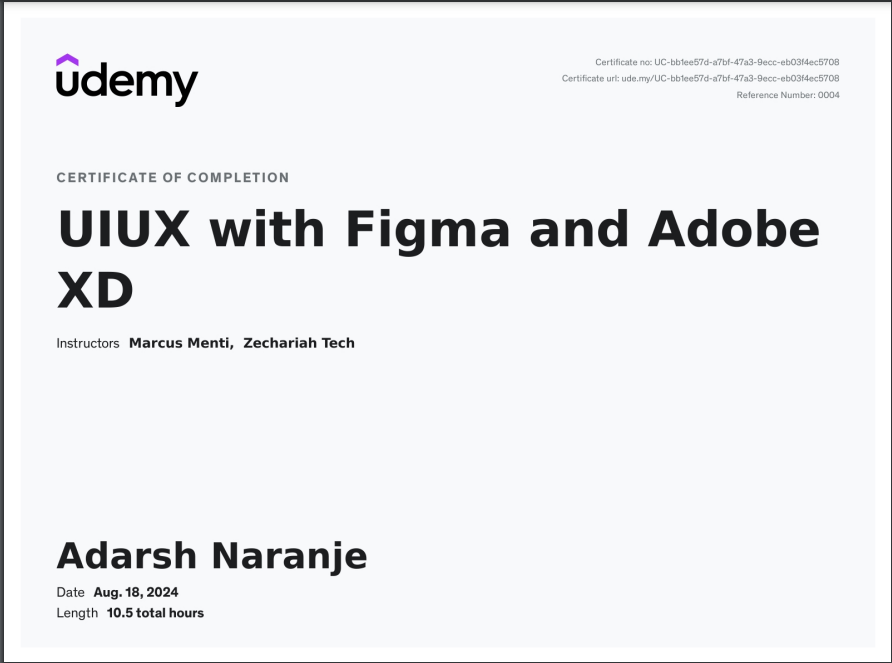 udemy
Certificate no: UC-bb1ee57d-a7bf-47a3-9ecc-eb03f4ec5708
Certificate url: ude.my/UC-bb1ee57d-a7bf-47a3-9ecc-eb03f4ec5708
Reference Number: 0004
CERTIFICATE OF COMPLETION
UIUX with Figma and Adobe
XD
Instructors Marcus Menti, Zechariah Tech
Adarsh Naranje
Date Aug. 18, 2024
Length 10.5 total hours